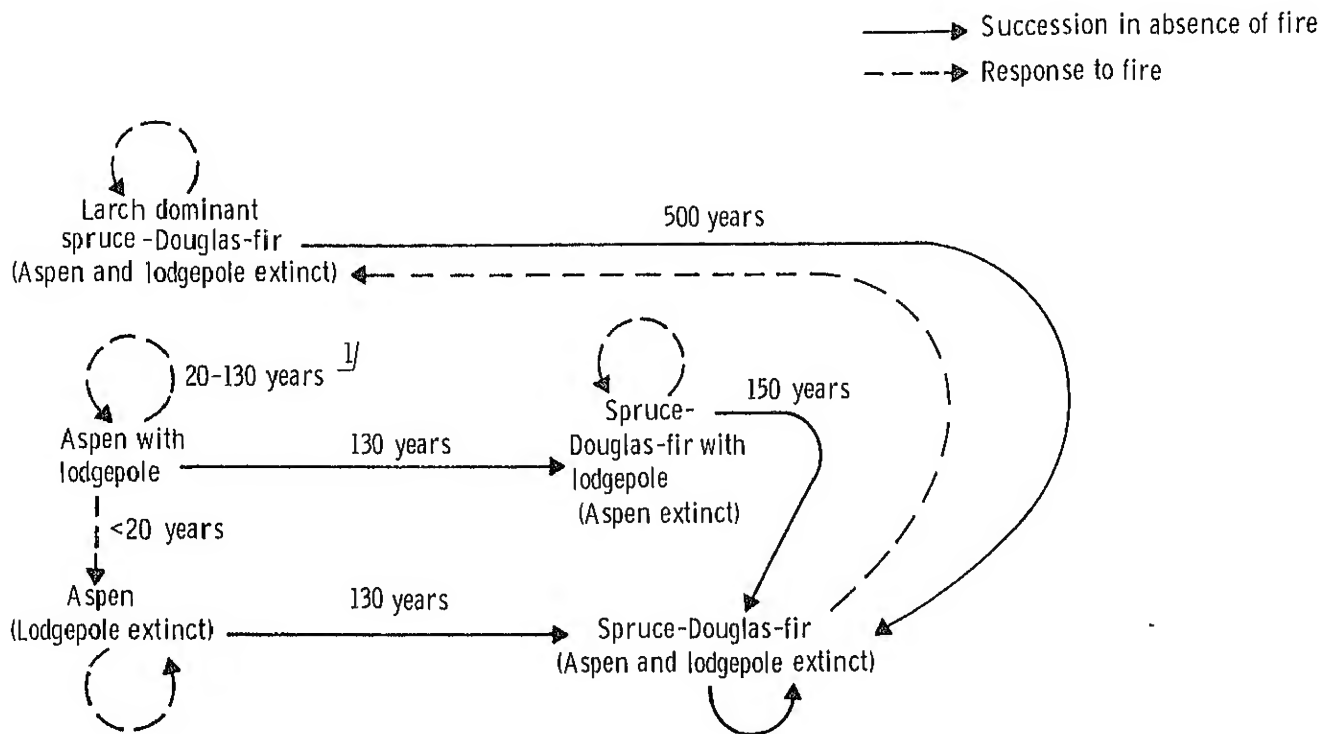 Succession in absence of fire
Response to fire
Larch dominant
spruce-Douglas-fir
(Aspen and lodgepole extinct)
500 years
20-130 years 1/
Aspen with
lodgepole
130 years
Spruce-
Douglas-fir with
lodgepole
(Aspen extinct)
150 years
<20 years
Aspen
(Lodgepole extinct)
130 years
Spruce-Douglas-fir
(Aspen and lodgepole extinct)